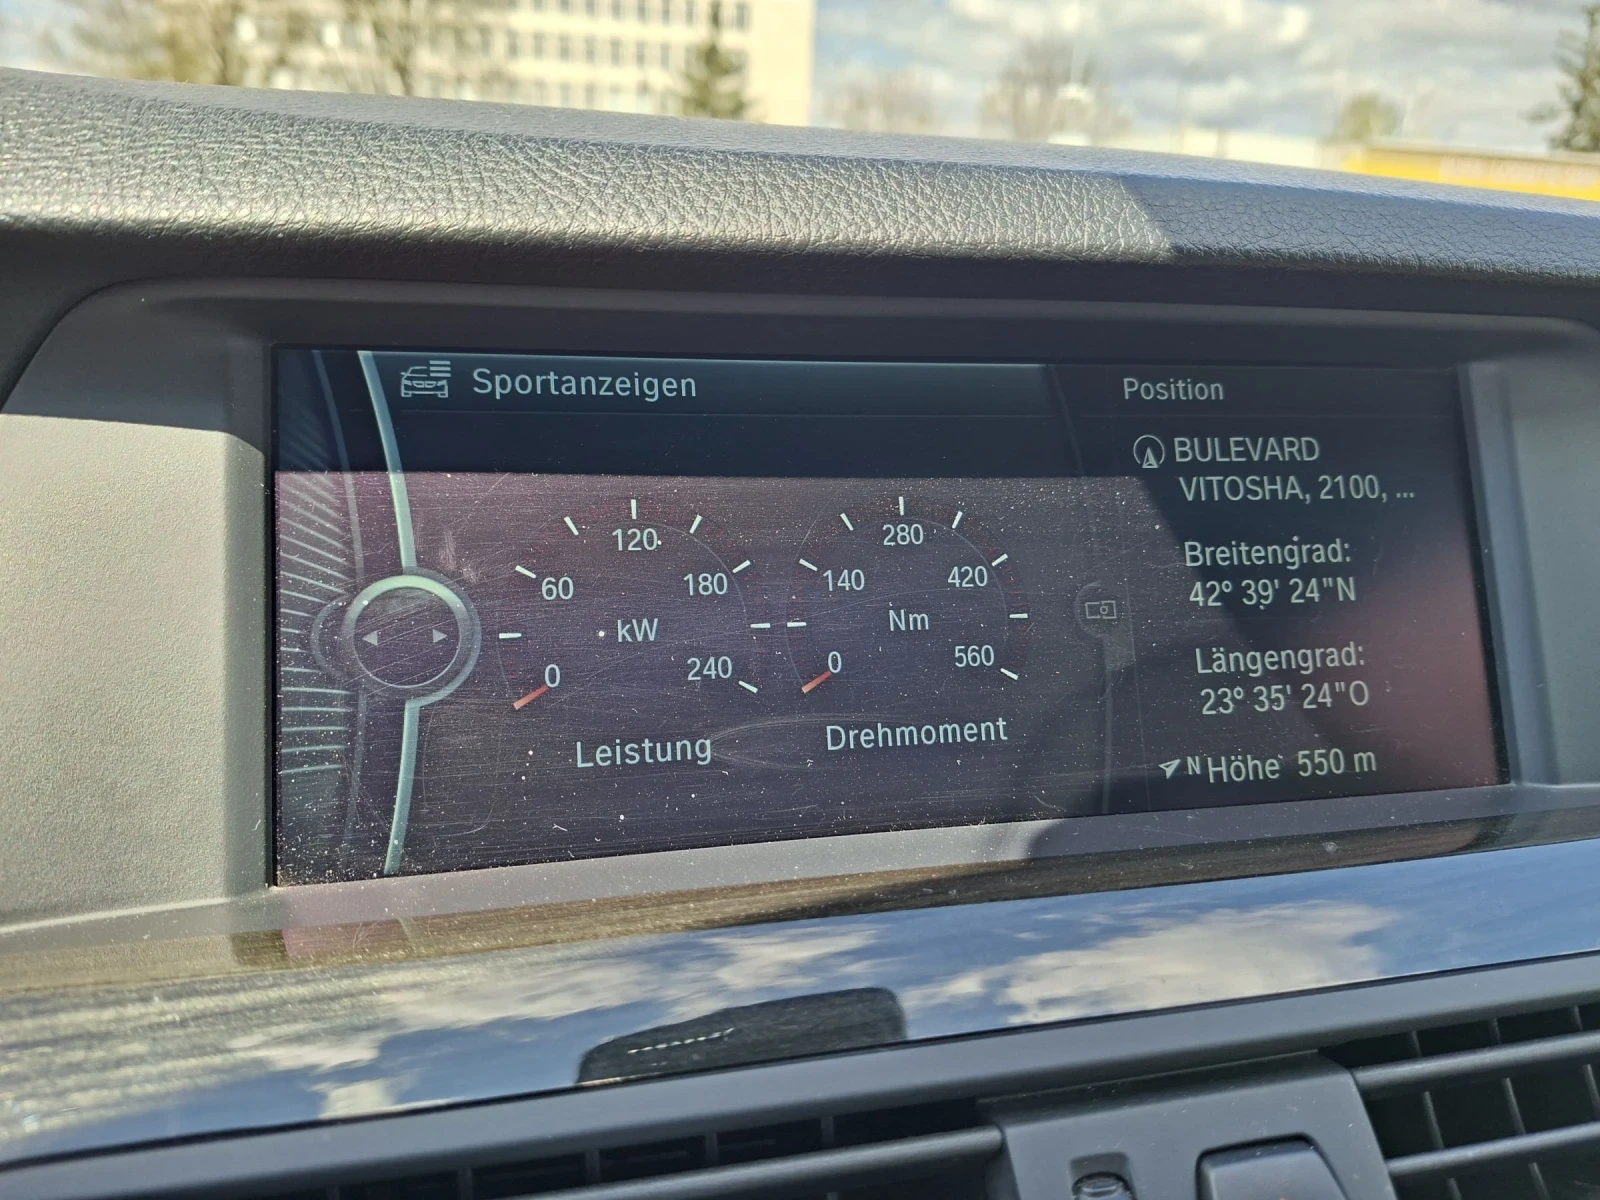 Sportanzeigen
Position
BULEVARD
VITOSHA, 2100, ...
Breitengrad:
42° 39' 24"N
Längengrad:
23° 35' 24"O
N Höhe 550 m
0 60 120 180 240
kW
Leistung
0 140 280 420 560
Nm
Drehmoment